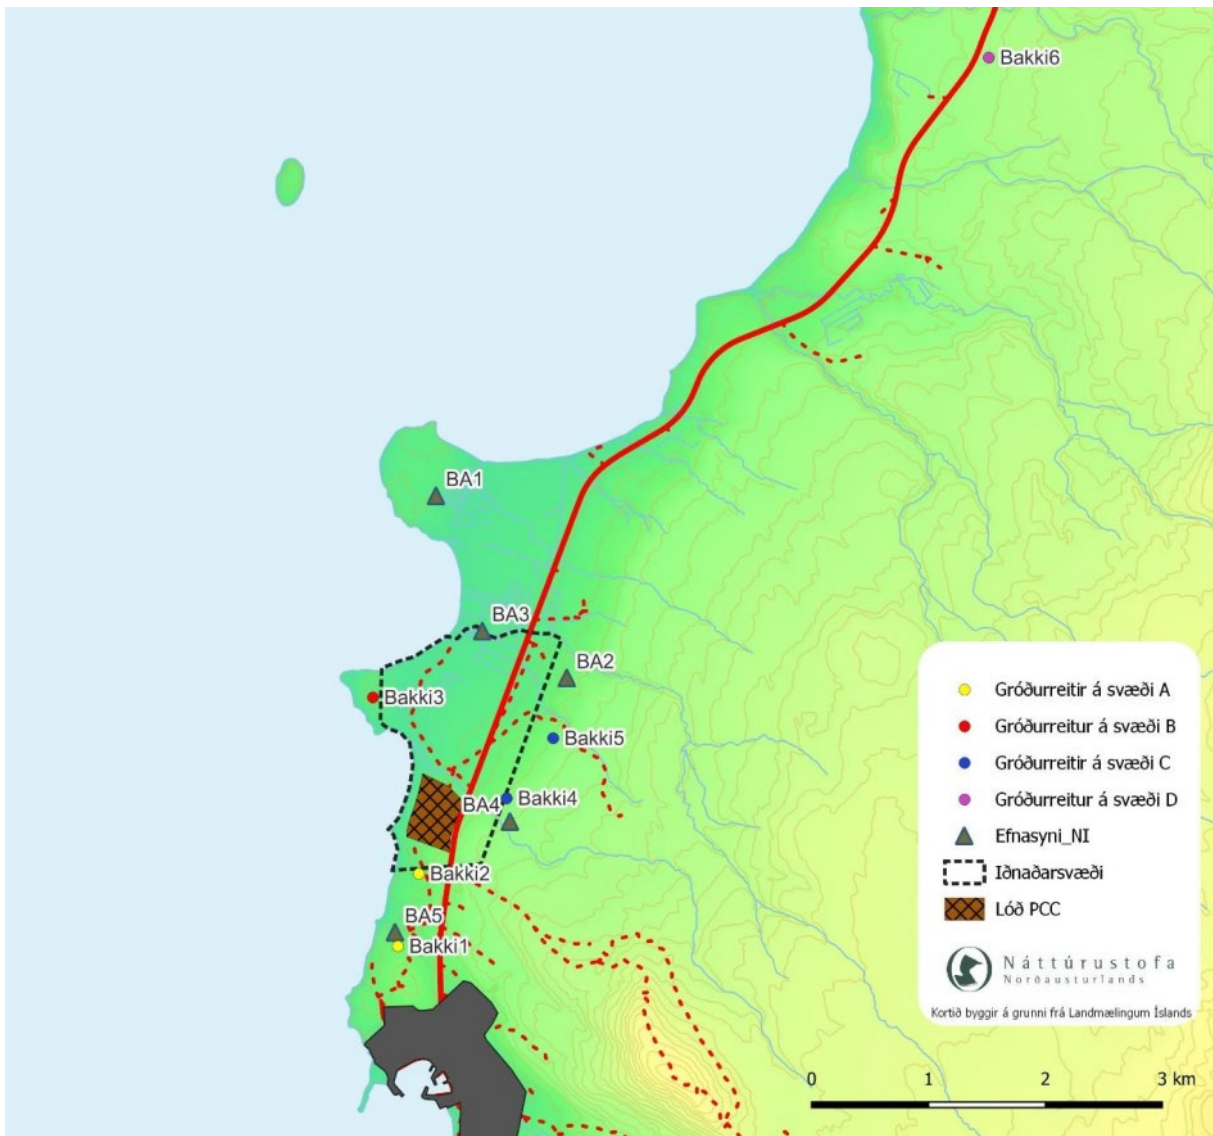 Bakki6
BA1
BA3
BA2
Bakki3
Bakki5
Bakki4
BA4
Bakki2
BA5
Bakki1
Gróðurreitir á svæði A
Gróðurreitur á svæði B
Gróðurreitir á svæði C
Gróðurreitur á svæði D
Efnasyni_NI
Iðnaðarsvæði
Lóð PCC
Náttúrustofa
Norðausturlands
Kortið byggir á grunni frá Landmælingum Íslands
0 1 2 3 km